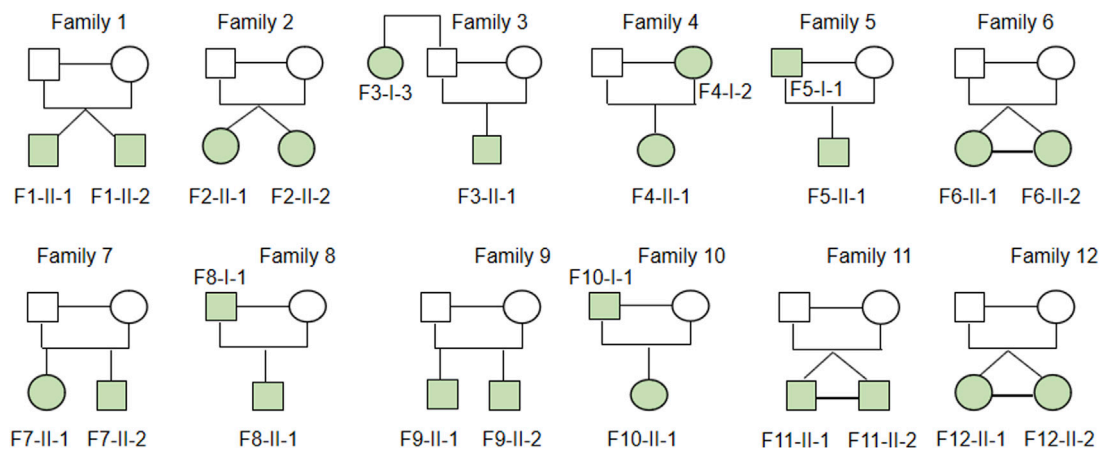 Family 1 Family 2 Family 3 Family 4 Family 5 Family 6
F3-I-3 F4-I-2 F5-I-1
F1-II-1 F1-II-2 F2-II-1 F2-II-2 F3-II-1 F4-II-1 F5-II-1 F6-II-1 F6-II-2
Family 7 Family 8 Family 9 Family 10 Family 11 Family 12
F8-I-1 F10-I-1
F7-II-1 F7-II-2 F8-II-1 F9-II-1 F9-II-2 F10-II-1 F11-II-1 F11-II-2 F12-II-1 F12-II-2